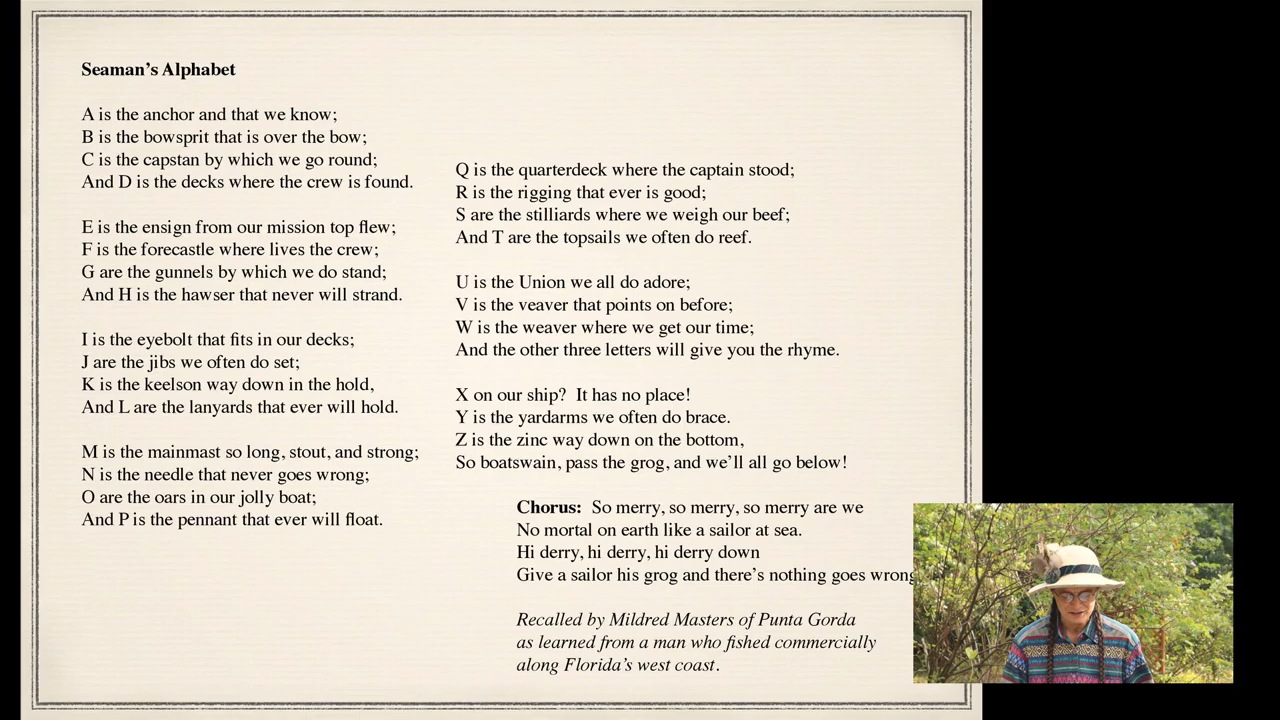 Seaman's Alphabet
A is the anchor and that we know;
B is the bowsprit that is over the bow;
C is the capstan by which we go round;
And D is the decks where the crew is found.
E is the ensign from our mission top flew;
F is the forecastle where lives the crew;
G are the gunnels by which we do stand;
And H is the hawser that never will strand.
I is the eyebolt that fits in our decks;
J are the jibs we often do set;
K is the keelson way down in the hold,
And L are the lanyards that ever will hold.
M is the mainmast so long, stout, and strong;
N is the needle that never goes wrong;
O are the oars in our jolly boat;
And P is the pennant that ever will float.
Q is the quarterdeck where the captain stood;
R is the rigging that ever is good;
S are the stilliards where we weigh our beef;
And T are the topsails we often do reef.
U is the Union we all do adore;
V is the veaver that points on before;
W is the weaver where we get our time;
And the other three letters will give you the rhyme.
X on our ship?  It has no place!
Y is the yardarms we often do brace.
Z is the zinc way down on the bottom,
So boatswain, pass the grog, and we'll all go below!
Chorus:  So merry, so merry, so merry are we
No mortal on earth like a sailor at sea.
Hi derry, hi derry, hi derry down
Give a sailor his grog and there's nothing goes wrong
Recalled by Mildred Masters of Punta Gorda
as learned from a man who fished commercially
along Florida's west coast.